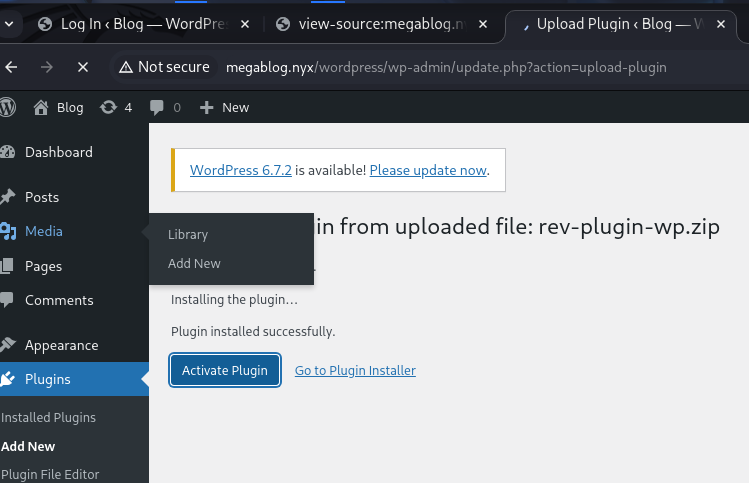 Log In ‹ Blog — WordPre
view-source:megablog.n
Upload Plugin ‹ Blog — W
Not secure
megablog.nyx/wordpress/wp-admin/update.php?action=upload-plugin
Blog
4
0
New
Dashboard
Posts
Media
Pages
Comments
Appearance
Plugins
Installed Plugins
Add New
Plugin File Editor
Library
Add New
WordPress 6.7.2 is available! Please update now.
in from uploaded file: rev-plugin-wp.zip
Installing the plugin…
Plugin installed successfully.
Activate Plugin
Go to Plugin Installer